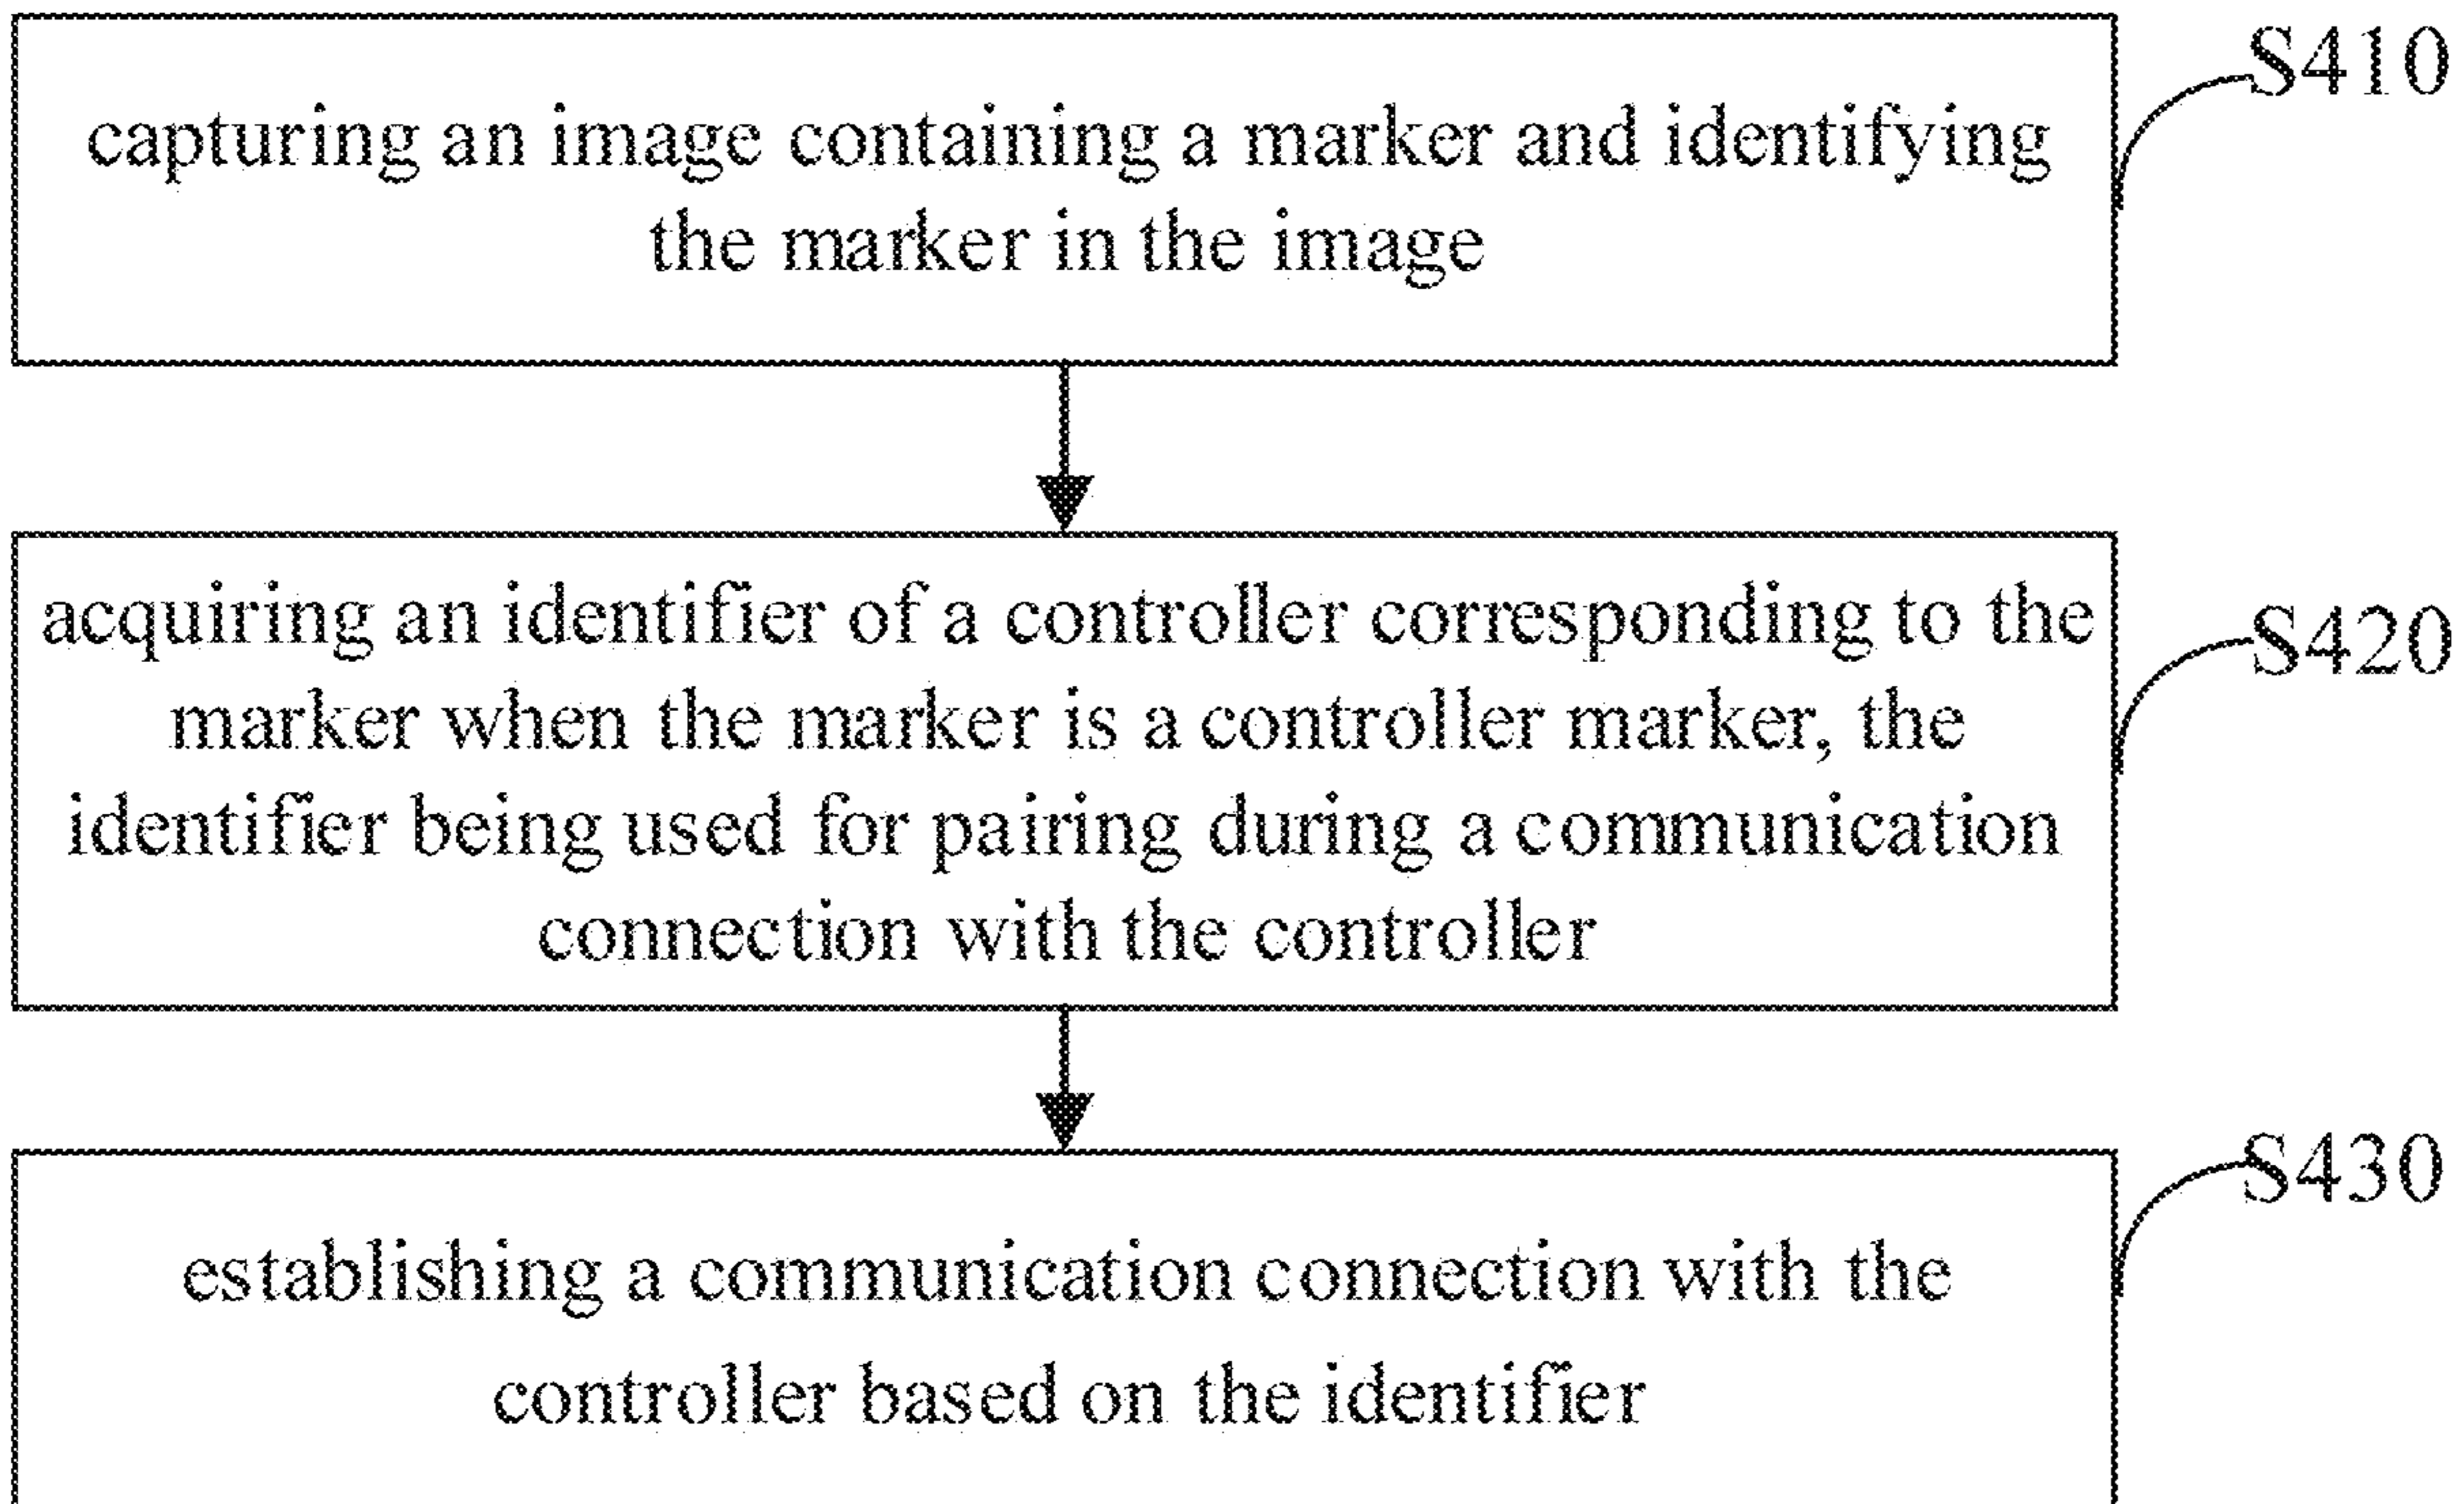 S410
capturing an image containing a marker and identifying
the marker in the image
S420
acquiring an identifier of a controller corresponding to the
marker when the marker is a controller marker, the
identifier being used for pairing during a communication
connection with the controller
S430
establishing a communication connection with the
controller based on the identifier